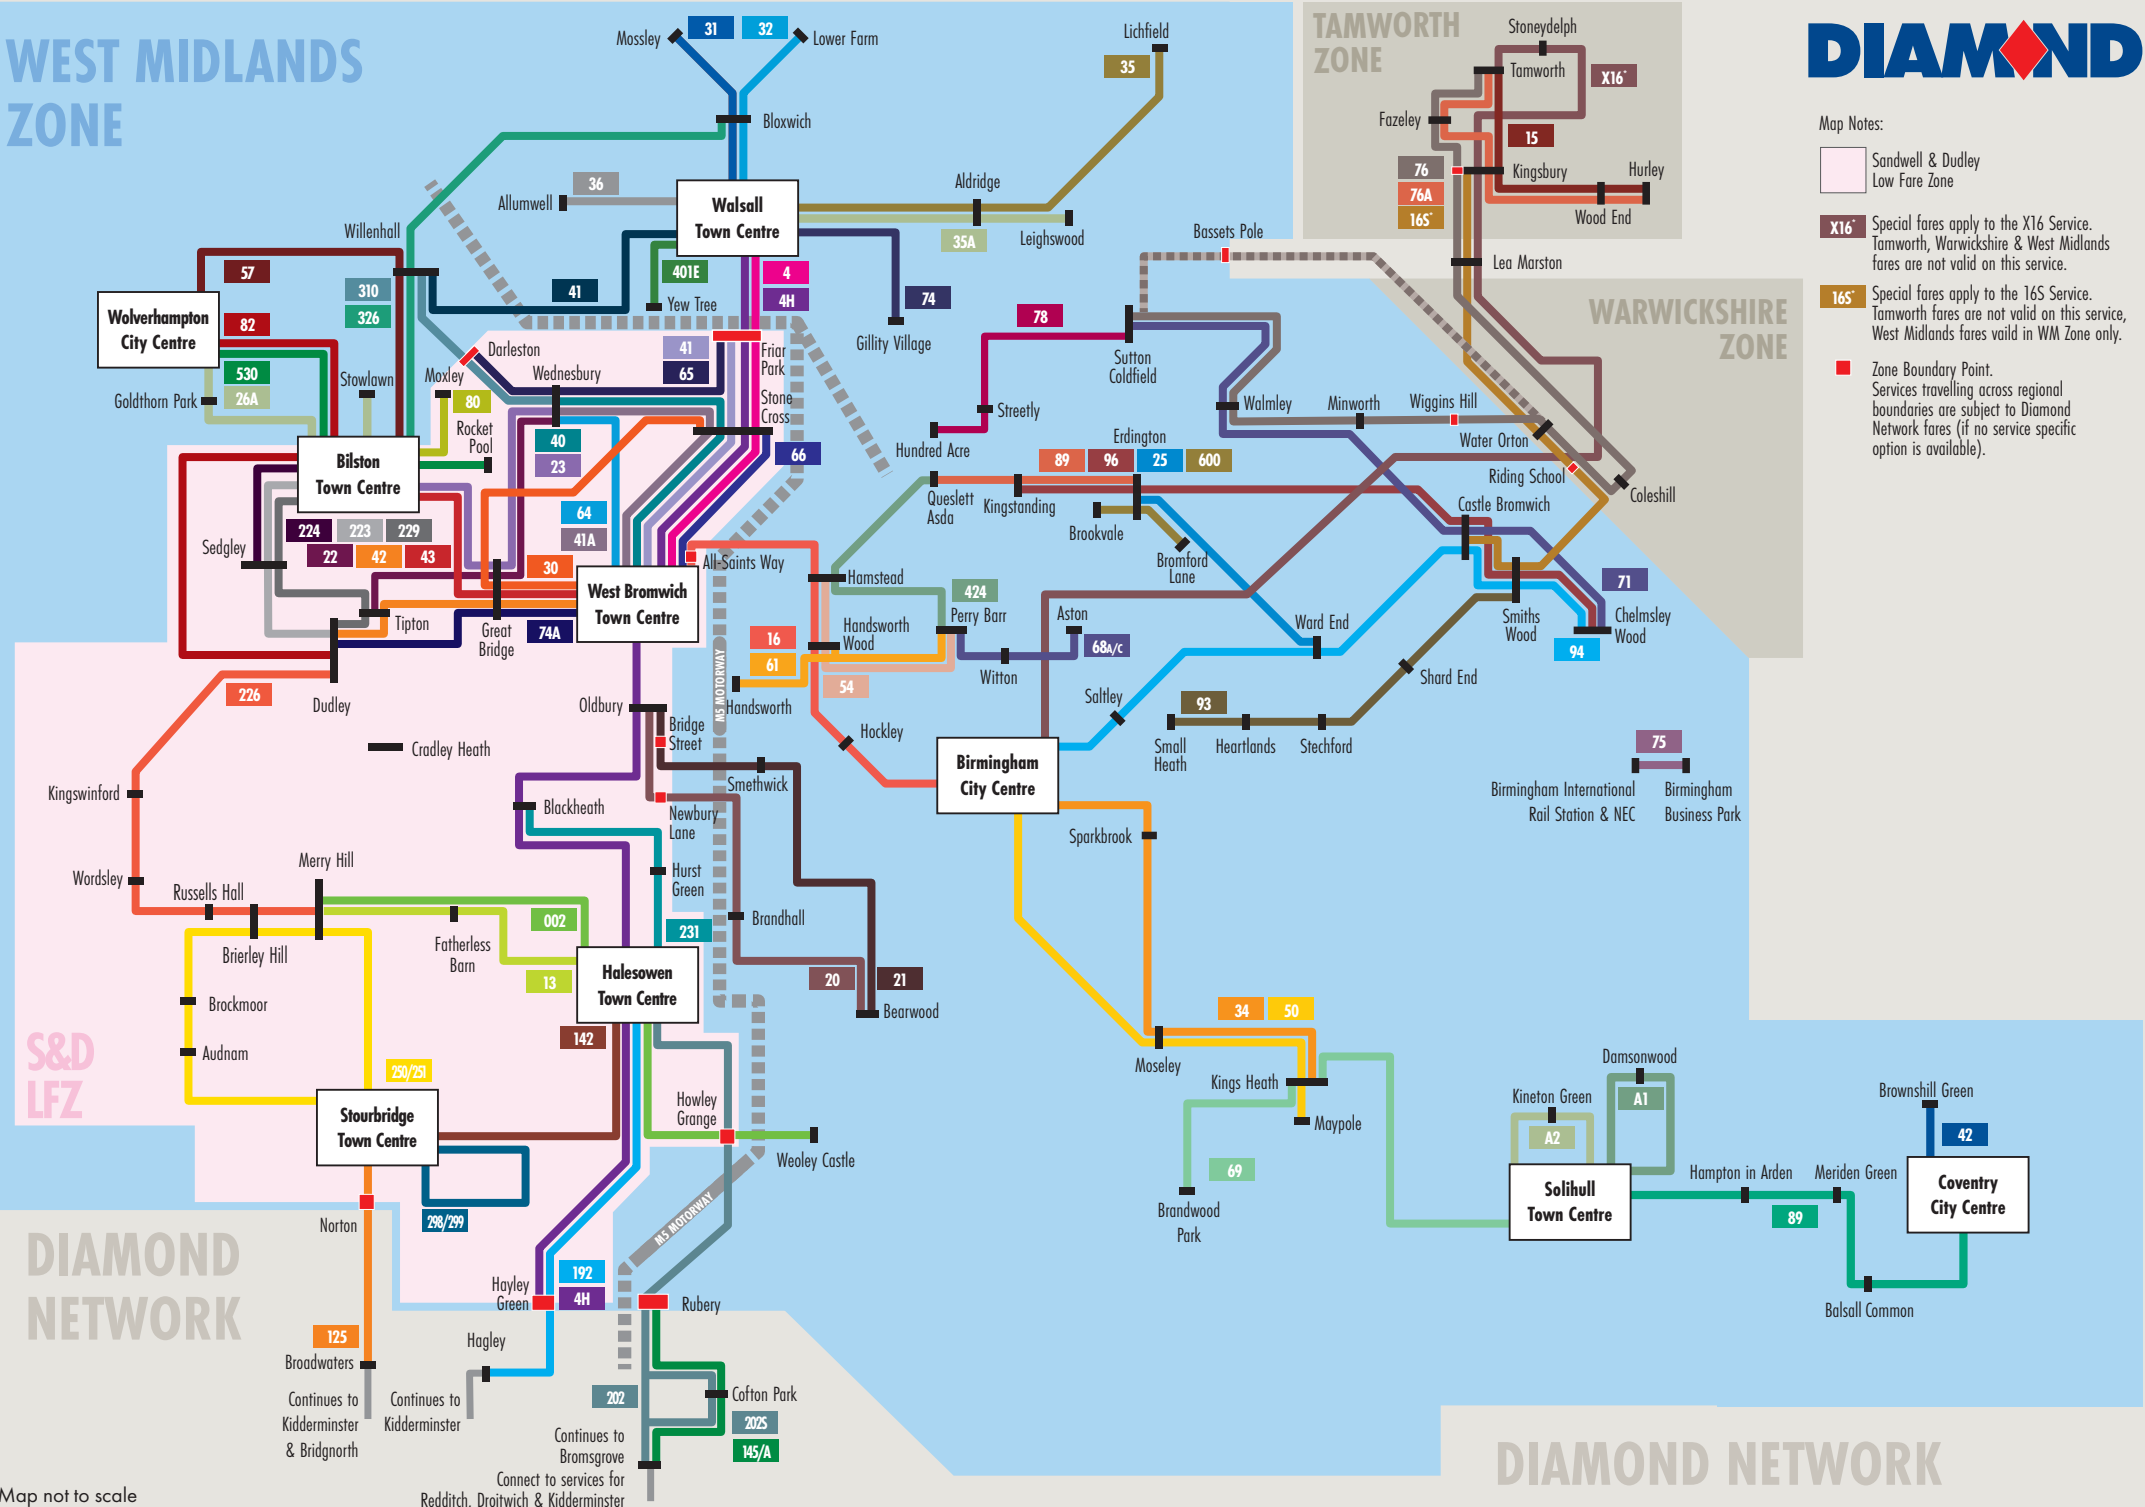 WEST MIDLANDS
ZONE
TAMWORTH
ZONE
DIAMOND
Map Notes:
Sandwell & Dudley
Low Fare Zone
X16*
Special fares apply to the X16 Service.
Tamworth, Warwickshire & West Midlands
fares are not valid on this service.
16S*
Special fares apply to the 16S Service.
Tamworth fares are not valid on this service,
West Midlands fares vaild in WM Zone only.
Zone Boundary Point.
Services travelling across regional
boundaries are subject to Diamond
Network fares (if no service specific
option is available).
Mossley
31
32
Lower Farm
Bloxwich
Lichfield
35
Stoneydelph
Tamworth
X16*
Fazeley
15
76
76A
16S*
Kingsbury
Hurley
Wood End
Lea Marston
WARWICKSHIRE
ZONE
36
Allumwell
Walsall
Town Centre
Aldridge
35A
Leighswood
Willenhall
57
310
326
41
401E
Yew Tree
4
4H
74
Gillity Village
Bassets Pole
Wolverhampton
City Centre
82
530
26A
Goldthorn Park
Stowlawn
Darleston
Moxley
80
Rocket
Pool
Wednesbury
41
65
Friar
Park
Stone
Cross
66
40
23
64
41A
78
Sutton
Coldfield
Streetly
Hundred Acre
Walmley
Minworth
Wiggins Hill
Water Orton
Riding School
Coleshill
Erdington
89
96
25
600
Queslett
Asda
Kingstanding
Brookvale
Bromford
Lane
Castle Bromwich
Bilston
Town Centre
224
223
229
22
42
43
Sedgley
30
West Bromwich
Town Centre
All-Saints Way
Hamstead
424
Perry Barr
Aston
68A/C
Witton
Ward End
Smiths
Wood
71
Chelmsley
Wood
94
Tipton
Great
Bridge
74A
Dudley
226
16
61
Handsworth
Wood
54
Handsworth
M5 MOTORWAY
Oldbury
Bridge
Street
Smethwick
Newbury
Lane
Hockley
Saltley
93
Small
Heath
Heartlands
Stechford
Shard End
75
Birmingham International
Rail Station & NEC
Birmingham
Business Park
Cradley Heath
Kingswinford
Blackheath
Birmingham
City Centre
Sparkbrook
Wordsley
Russells Hall
Merry Hill
Brierley Hill
Fatherless
Barn
002
13
Hurst
Green
231
Brandhall
Halesowen
Town Centre
20
21
Bearwood
Brockmoor
Audnam
S&D
LFZ
250/251
142
Stourbridge
Town Centre
298/299
Howley
Grange
Weoley Castle
M5 MOTORWAY
34
50
Moseley
Kings Heath
Maypole
69
Brandwood
Park
Damsonwood
A1
Kineton Green
A2
Solihull
Town Centre
Hampton in Arden
89
Meriden Green
Balsall Common
Brownshill Green
42
Coventry
City Centre
Norton
DIAMOND
NETWORK
Hayley
Green
192
4H
Rubery
Hagley
125
Broadwaters
Continues to
Kidderminster
& Bridgnorth
Continues to
Kidderminster
202
Cofton Park
202S
145/A
Continues to
Bromsgrove
Connect to services for
Redditch, Droitwich & Kidderminster
DIAMOND NETWORK
Map not to scale